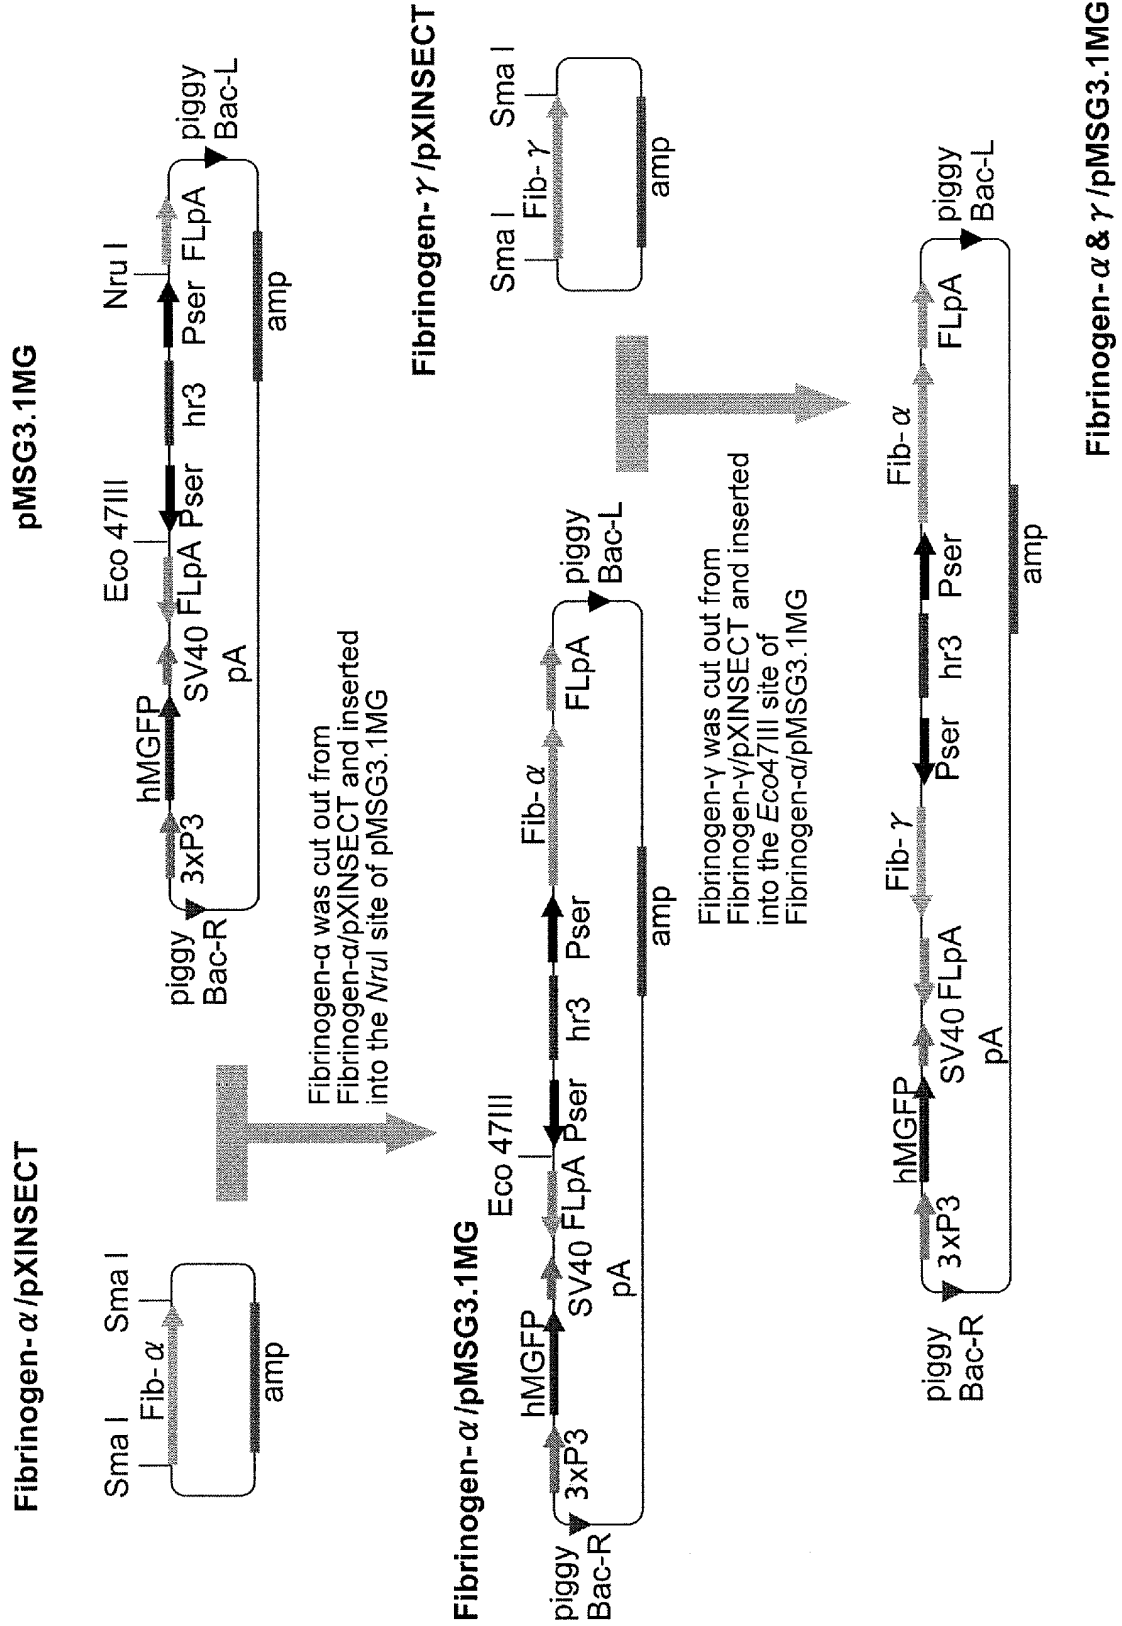 Fibrinogen-α/pXINSECT
Sma I
Sma I
Fib-α
amp
pMSG3.1MG
piggy
Bac-R
3xP3
hMGFP
SV40
pA
FLpA
Eco 47III
Pser
hr3
Pser
Nru I
FLpA
piggy
Bac-L
amp
Fibrinogen-α was cut out from
Fibrinogen-α/pXINSECT and inserted
into the NruI site of pMSG3.1MG
Fibrinogen-α/pMSG3.1MG
piggy
Bac-R
3xP3
hMGFP
SV40
pA
FLpA
Eco 47III
Pser
hr3
Pser
Fib-α
FLpA
piggy
Bac-L
amp
Fibrinogen-γ/pXINSECT
Sma I
Sma I
Fib-γ
amp
Fibrinogen-γ was cut out from
Fibrinogen-γ/pXINSECT and inserted
into the Eco47III site of
Fibrinogen-α/pMSG3.1MG
piggy
Bac-R
3xP3
hMGFP
SV40
pA
FLpA
Fib-γ
Pser
hr3
Pser
Fib-α
FLpA
piggy
Bac-L
amp
Fibrinogen-α & γ/pMSG3.1MG